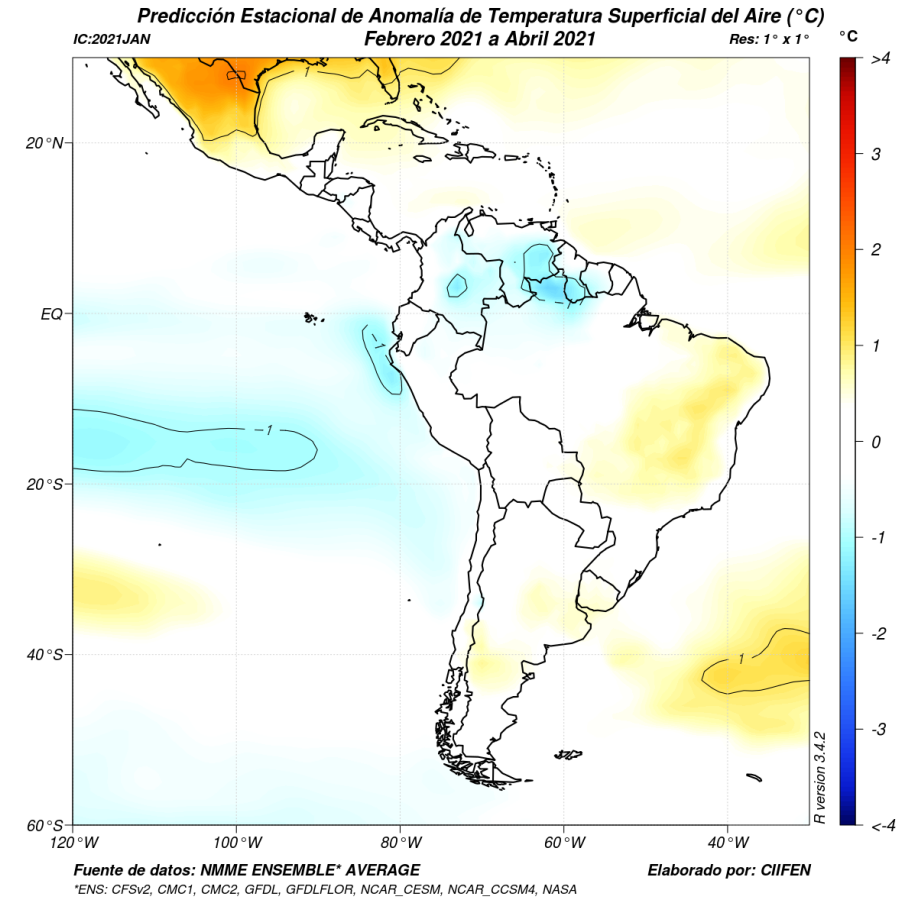 Predicción Estacional de Anomalía de Temperatura Superficial del Aire (°C)
IC:2021JAN
Febrero 2021 a Abril 2021
Res: 1° x 1°
°C
>4
3
2
1
0
-1
-2
-3
<-4
20°N
EQ
20°S
40°S
60°S
120°W
100°W
80°W
60°W
40°W
1
-1
-1
1
R version 3.4.2
Fuente de datos: NMME ENSEMBLE* AVERAGE
Elaborado por: CIIFEN
*ENS: CFSv2, CMC1, CMC2, GFDL, GFDLFLOR, NCAR_CESM, NCAR_CCSM4, NASA